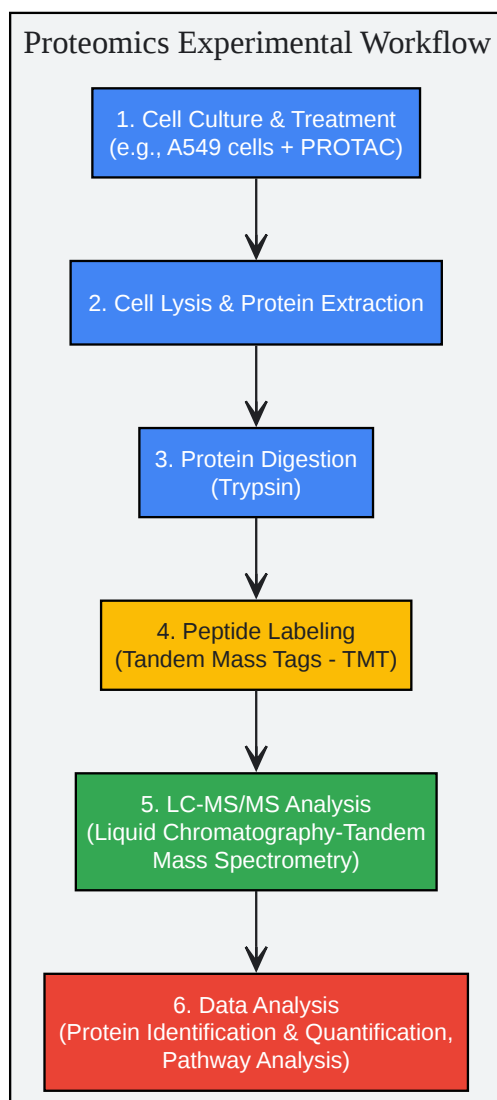 Proteomics Experimental Workflow
1. Cell Culture & Treatment
(e.g., A549 cells + PROTAC)
2. Cell Lysis & Protein Extraction
3. Protein Digestion
(Trypsin)
4. Peptide Labeling
(Tandem Mass Tags - TMT)
5. LC-MS/MS Analysis
(Liquid Chromatography-Tandem
Mass Spectrometry)
6. Data Analysis
(Protein Identification & Quantification,
Pathway Analysis)